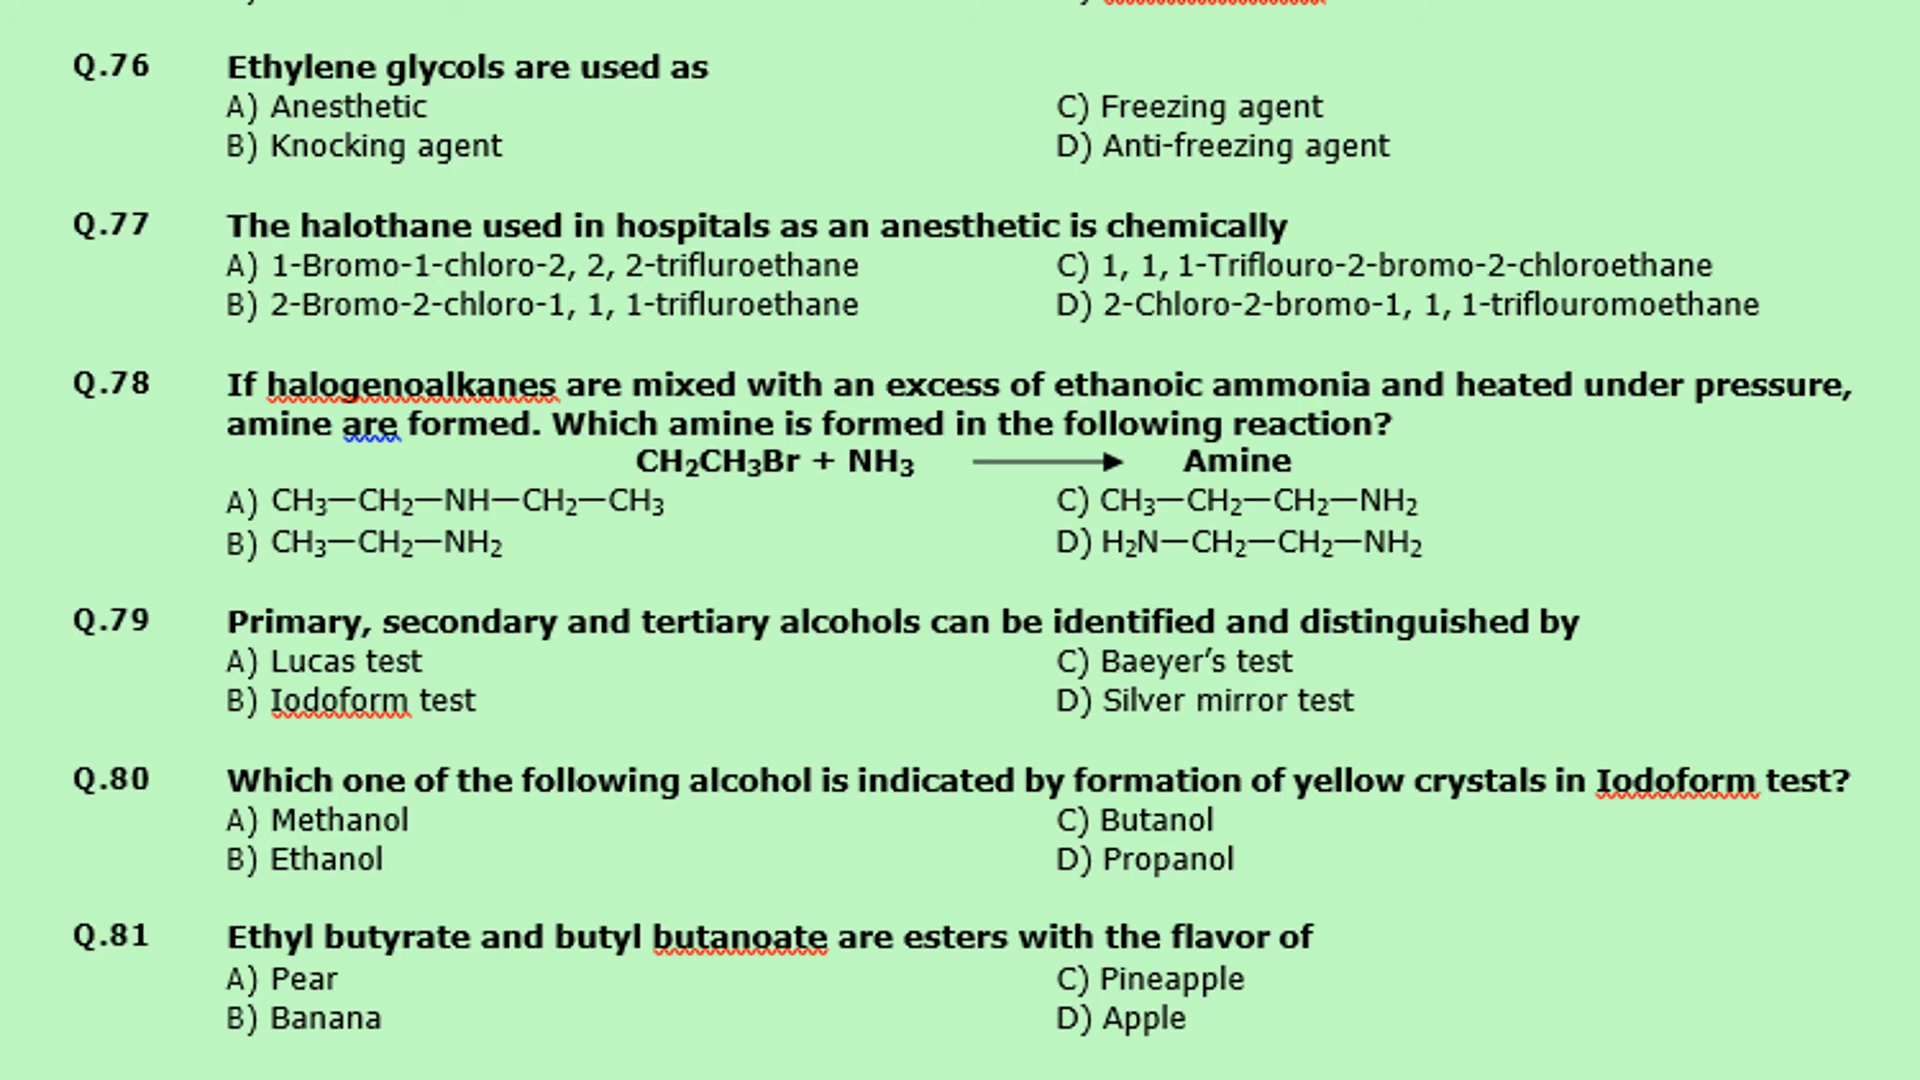 Q.76 Ethylene glycols are used as
A) Anesthetic C) Freezing agent
B) Knocking agent D) Anti-freezing agent
Q.77 The halothane used in hospitals as an anesthetic is chemically
A) 1-Bromo-1-chloro-2, 2, 2-trifluroethane C) 1, 1, 1-Triflouro-2-bromo-2-chloroethane
B) 2-Bromo-2-chloro-1, 1, 1-trifluroethane D) 2-Chloro-2-bromo-1, 1, 1-triflouromoethane
Q.78 If halogenoalkanes are mixed with an excess of ethanoic ammonia and heated under pressure,
amine are formed. Which amine is formed in the following reaction?
CH₂CH₃Br + NH₃ ⟶ Amine
A) CH₃—CH₂—NH—CH₂—CH₃ C) CH₃—CH₂—CH₂—NH₂
B) CH₃—CH₂—NH₂ D) H₂N—CH₂—CH₂—NH₂
Q.79 Primary, secondary and tertiary alcohols can be identified and distinguished by
A) Lucas test C) Baeyer’s test
B) Iodoform test D) Silver mirror test
Q.80 Which one of the following alcohol is indicated by formation of yellow crystals in Iodoform test?
A) Methanol C) Butanol
B) Ethanol D) Propanol
Q.81 Ethyl butyrate and butyl butanoate are esters with the flavor of
A) Pear C) Pineapple
B) Banana D) Apple